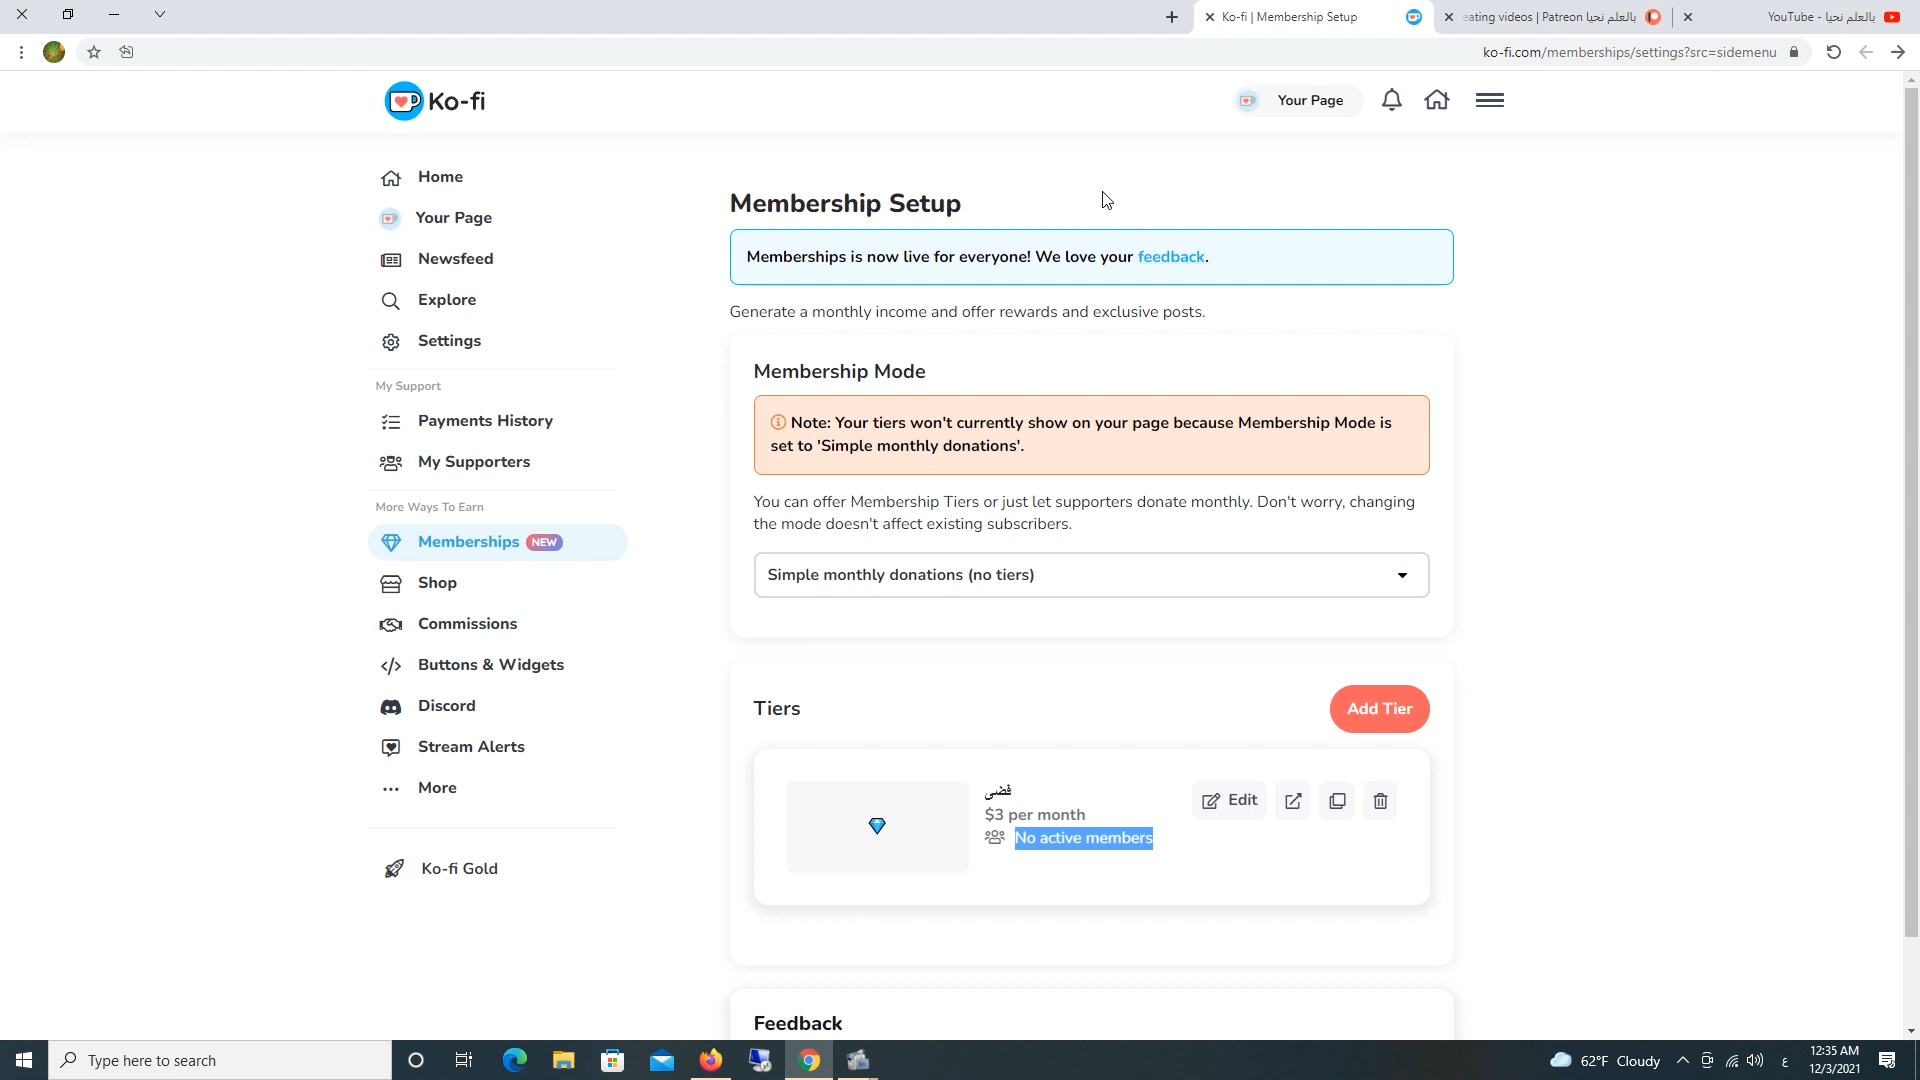 Ko-fi | Membership Setup
eating videos | Patreon بالعلم نحيا
YouTube - بالعلم نحيا
ko-fi.com/memberships/settings?src=sidemenu
Ko-fi
Your Page
Home
Your Page
Newsfeed
Explore
Settings
My Support
Payments History
My Supporters
More Ways To Earn
Memberships NEW
Shop
Commissions
Buttons & Widgets
Discord
Stream Alerts
More
Ko-fi Gold
Membership Setup
Memberships is now live for everyone! We love your feedback.
Generate a monthly income and offer rewards and exclusive posts.
Membership Mode
Note: Your tiers won't currently show on your page because Membership Mode is
set to 'Simple monthly donations'.
You can offer Membership Tiers or just let supporters donate monthly. Don't worry, changing
the mode doesn't affect existing subscribers.
Simple monthly donations (no tiers)
Tiers
Add Tier
فضى
$3 per month
No active members
Edit
Feedback
Type here to search
62°F Cloudy
ع
12:35 AM
12/3/2021